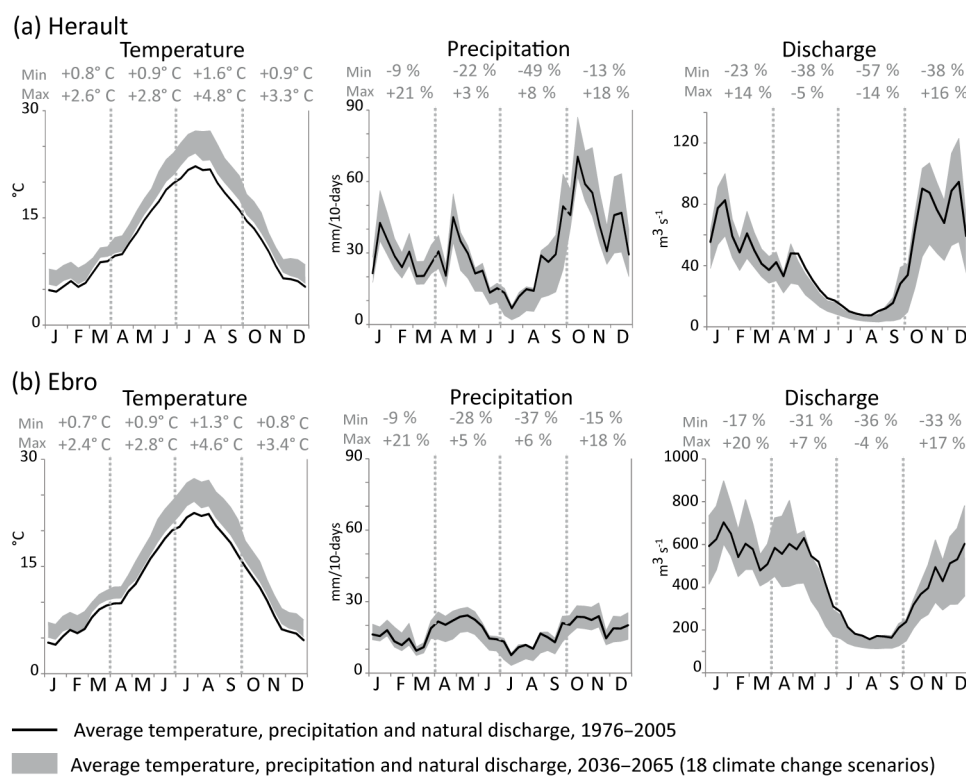 (a) Herault
Temperature Precipitation Discharge
Min +0.8° C +0.9° C +1.6° C +0.9° C Min -9 % -22 % -49 % -13 % Min -23 % -38 % -57 % -38 %
Max +2.6° C +2.8° C +4.8° C +3.3° C Max +21 % +3 % +8 % +18 % Max +14 % -5 % -14 % +16 %
30 90
120
60
°C 15 mm/10-days m³ s⁻¹ 80
30
40
0 0 0
J F M A M J J A S O N D J F M A M J J A S O N D J F M A M J J A S O N D
(b) Ebro
Temperature Precipitation Discharge
Min +0.7° C +0.9° C +1.3° C +0.8° C Min -9 % -28 % -37 % -15 % Min -17 % -31 % -36 % -33 %
Max +2.4° C +2.8° C +4.6° C +3.4° C Max +21 % +5 % +6 % +18 % Max +20 % +7 % -4 % +17 %
30 90 1000
800
60
°C 15 mm/10-days m³ s⁻¹ 600
400
30
200
0 0 0
J F M A M J J A S O N D J F M A M J J A S O N D J F M A M J J A S O N D
Average temperature, precipitation and natural discharge, 1976–2005
Average temperature, precipitation and natural discharge, 2036–2065 (18 climate change scenarios)